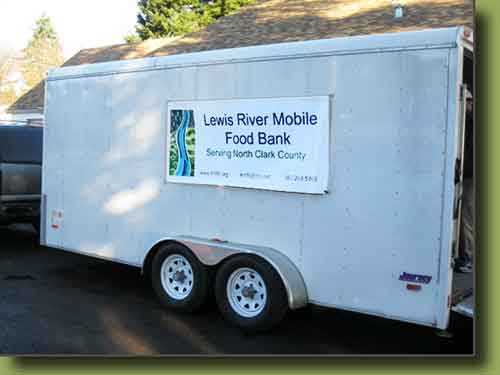 Lewis River Mobile
Food Bank
Serving North Clark County
Journey